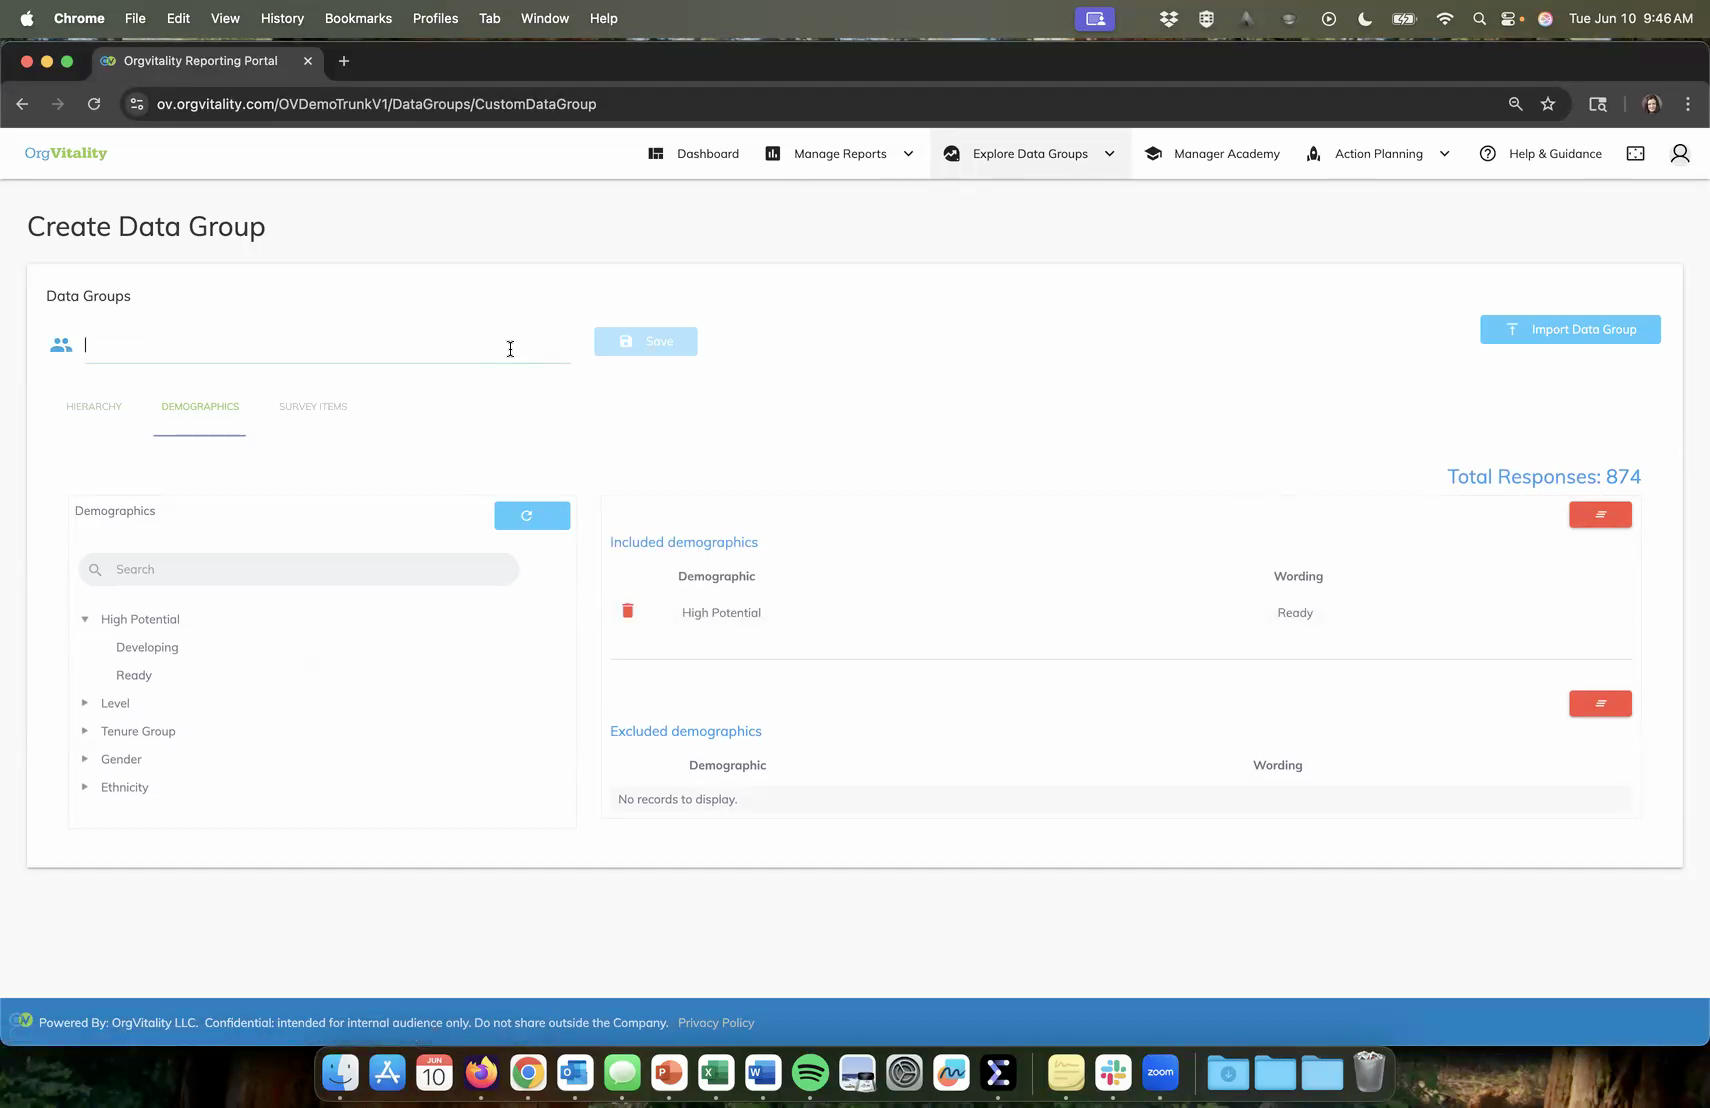 Chrome File Edit View History Bookmarks Profiles Tab Window Help Tue Jun 10 9:46 AM
Orgvitality Reporting Portal
ov.orgvitality.com/OVDemoTrunkV1/DataGroups/CustomDataGroup
OrgVitality Dashboard Manage Reports Explore Data Groups Manager Academy Action Planning Help & Guidance
Create Data Group
Data Groups
Save
Import Data Group
HIERARCHY DEMOGRAPHICS SURVEY ITEMS
Total Responses: 874
Demographics
Search
High Potential
Developing
Ready
Level
Tenure Group
Gender
Ethnicity
Included demographics
Demographic Wording
High Potential Ready
Excluded demographics
Demographic Wording
No records to display.
Powered By: OrgVitality LLC. Confidential: intended for internal audience only. Do not share outside the Company. Privacy Policy
JUN
10
zoom